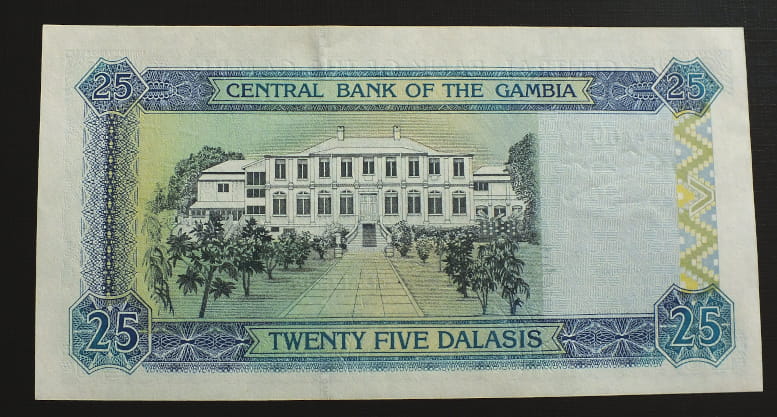 25 CENTRAL BANK OF THE GAMBIA 25
25 TWENTY FIVE DALASIS 25